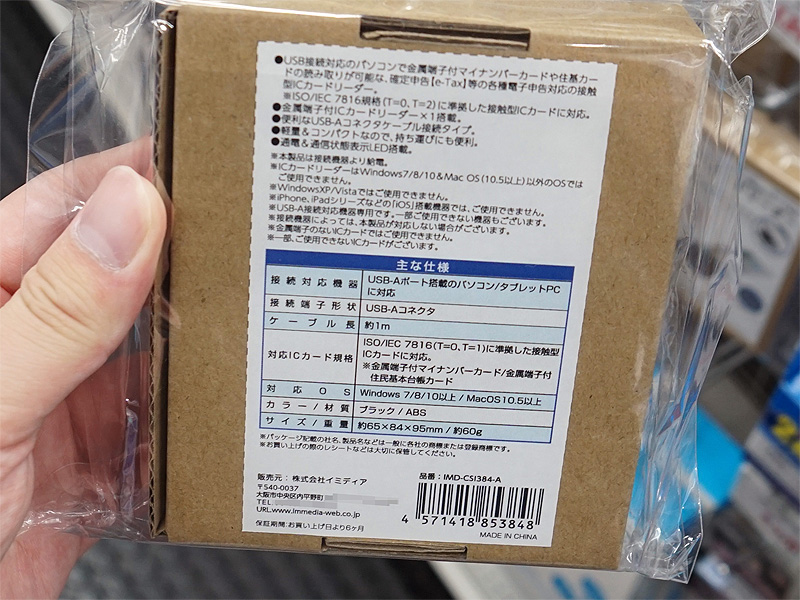 ●USB接続対応のパソコンで金属端子付マイナンバーカードや住基カー
ドの読み取りが可能な、確定申告【e-Tax】等の各種電子申告対応の接触
型ICカードリーダー。
※ISO/IEC 7816規格(T=0、T=2)に準拠した接触型ICカードに対応。
●金属端子付ICカードリーダー×1搭載。
●便利なUSB-Aコネクタケーブル接続タイプ。
●軽量&コンパクトなので、持ち運びにも便利。
●通電&通信状態表示LED搭載。
※本製品は接続機器より給電。
※ICカードリーダーはWindows7/8/10&Mac OS (10.5以上)以外のOSでは
ご使用できません。
※WindowsXP/Vistaではご使用できません。
※iPhone、iPadシリーズなどの「iOS」搭載機器では、ご使用できません。
※USB-A接続対応機器専用です。一部ご使用できない機器もございます。
※接続機器によっては、本製品が対応しない場合がございます。
※金属端子のないICカードではご使用できません。
※一部、ご使用できないICカードがございます。
主な仕様
接続対応機器 USB-Aポート搭載のパソコン/タブレットPC
に対応
接続端子形状 USB-Aコネクタ
ケーブル長 約1m
対応ICカード規格 ISO/IEC 7816(T=0、T=1)に準拠した接触型
ICカードに対応。
※金属端子付マイナンバーカード/金属端子付
住民基本台帳カード
対応OS Windows 7/8/10以上 / MacOS10.5以上
カラー/材質 ブラック / ABS
サイズ/重量 約65×84×95mm / 約60g
※パッケージ記載の社名、製品名などは一般に各社の商標または登録商標です。
※お買い上げの際のレシートなどは大切に保管してください。
販売元:株式会社イミディア
〒540-0037
大阪市中央区内平野町
TEL.
URL.www.immedia-web.co.jp
保証期間:お買い上げ日より6ヶ月
品番:IMD-CSI384-A
4 571418 853848
MADE IN CHINA